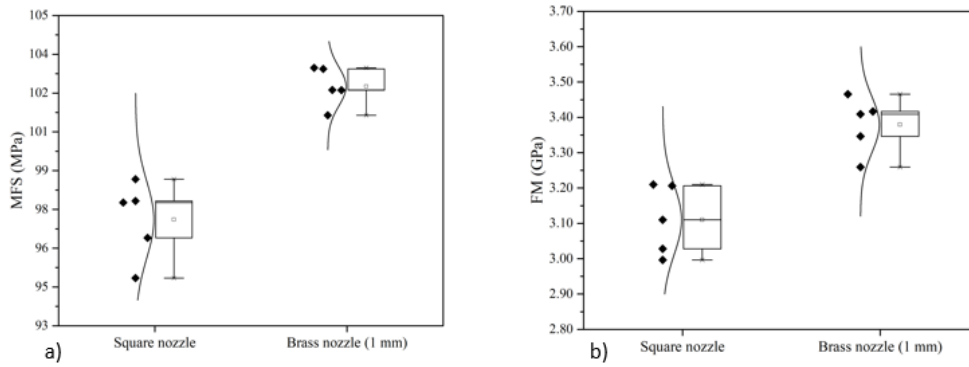 105
104
102
101
99
98
96
95
93
MFS (MPa)
Square nozzle
Brass nozzle (1 mm)
a)
3.70
3.60
3.50
3.40
3.30
3.20
3.10
3.00
2.90
2.80
FM (GPa)
Square nozzle
Brass nozzle (1 mm)
b)